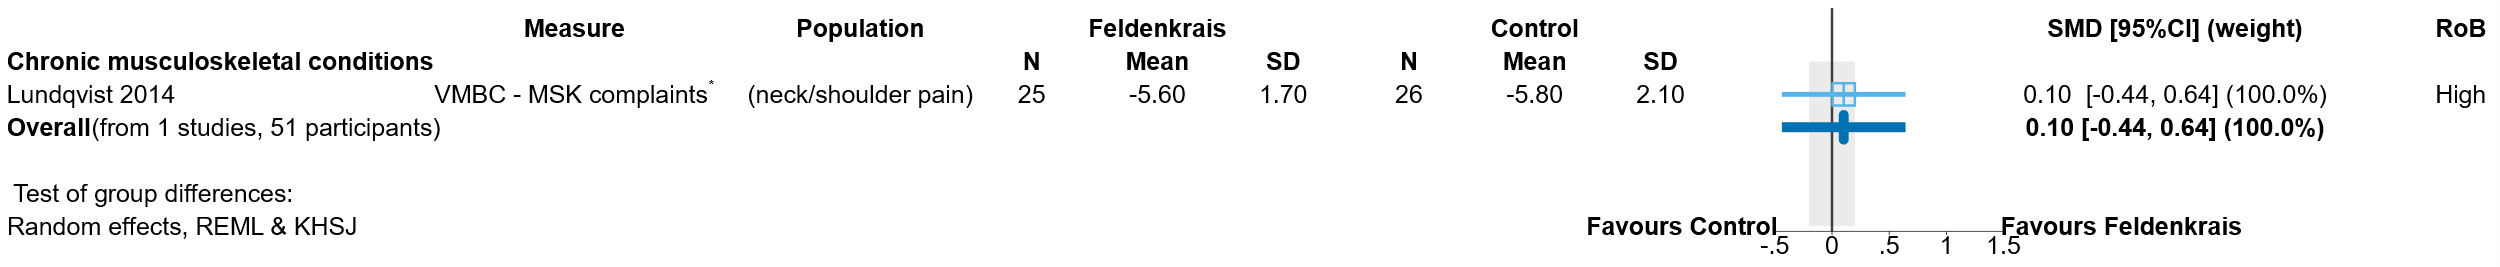 Measure Population Feldenkrais Control SMD [95%CI] (weight) RoB
Chronic musculoskeletal conditions N Mean SD N Mean SD
Lundqvist 2014 VMBC - MSK complaints* (neck/shoulder pain) 25 -5.60 1.70 26 -5.80 2.10 0.10 [-0.44, 0.64] (100.0%) High
Overall(from 1 studies, 51 participants) 0.10 [-0.44, 0.64] (100.0%)
Test of group differences:
Random effects, REML & KHSJ Favours Control Favours Feldenkrais
-.5 0 .5 1 1.5